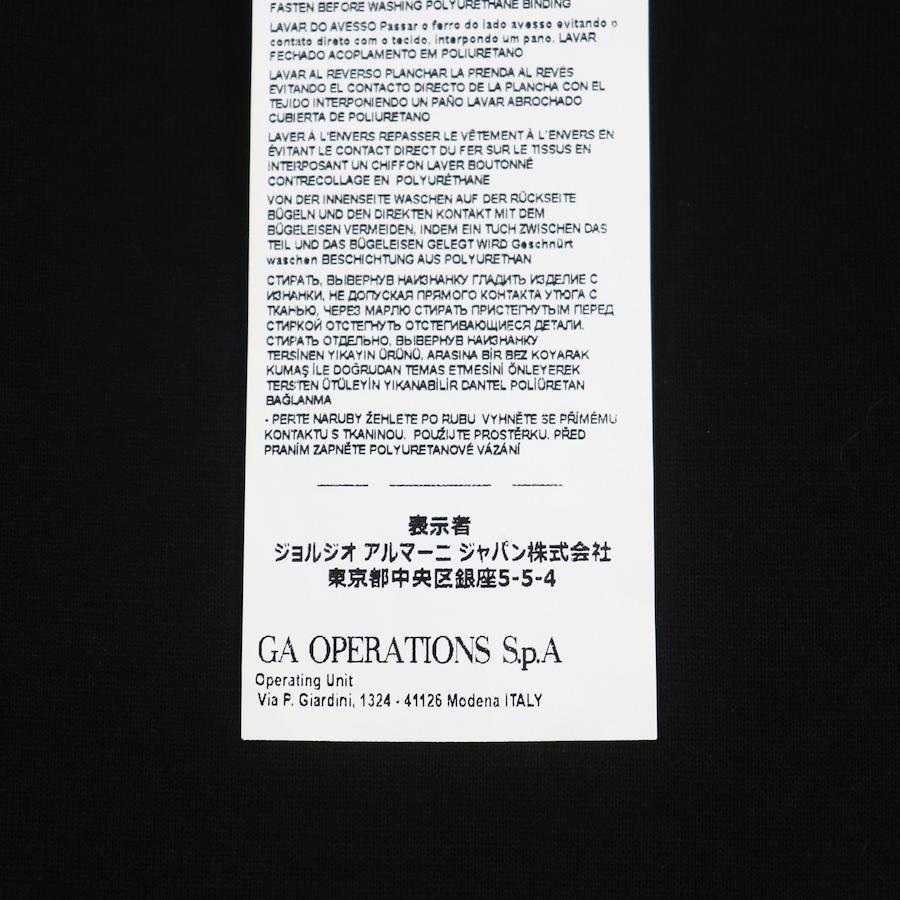 FASTEN BEFORE WASHING POLYURETHANE BINDING
LAVAR DO AVESSO Passar o ferro do lado avesso evitando o
contato direto com o tecido, interpondo um pano. LAVAR
FECHADO ACOPLAMENTO EM POLIURETANO
LAVAR AL REVERSO PLANCHAR LA PRENDA AL REVÉS
EVITANDO EL CONTACTO DIRECTO DE LA PLANCHA CON EL
TEJIDO INTERPONIENDO UN PAÑO LAVAR ABROCHADO
CUBIERTA DE POLIURETANO
LAVER À L'ENVERS REPASSER LE VÊTEMENT À L'ENVERS EN
ÉVITANT LE CONTACT DIRECT DU FER SUR LE TISSUS EN
INTERPOSANT UN CHIFFON LAVER BOUTONNÉ
CONTRECOLLAGE EN POLYURÉTHANE
VON DER INNENSEITE WASCHEN AUF DER RÜCKSEITE
BÜGELN UND DEN DIREKTEN KONTAKT MIT DEM
BÜGELEISEN VERMEIDEN, INDEM EIN TUCH ZWISCHEN DAS
TEIL UND DAS BÜGELEISEN GELEGT WIRD Geschnürt
waschen BESCHICHTUNG AUS POLYURETHAN
СТИРАТЬ, ВЫВЕРНУВ НАИЗНАНКУ ГЛАДИТЬ ИЗДЕЛИЕ С
ИЗНАНКИ, НЕ ДОПУСКАЯ ПРЯМОГО КОНТАКТА УТЮГА С
ТКАНЬЮ, ЧЕРЕЗ МАРЛЮ СТИРАТЬ ПРИСТЕГНУТЫМ ПЕРЕД
СТИРКОЙ ОТСТЕГНУТЬ ОТСТЕГИВАЮЩИЕСЯ ДЕТАЛИ.
СТИРАТЬ ОТДЕЛЬНО, ВЫВЕРНУВ НАИЗНАНКУ
TERSİNEN YIKAYIN ÜRÜNÜ, ARASINA BİR BEZ KOYARAK
KUMAŞ İLE DOĞRUDAN TEMAS ETMESİNİ ÖNLEYEREK
TERSTEN ÜTÜLEYİN YIKANABİLİR DANTEL POLİÜRETAN
BAĞLANMA
- PERTE NARUBY ŽEHLETE PO RUBU VYHNĚTE SE PŘÍMÉMU
KONTAKTU S TKANINOU. POUŽIJTE PROSTĚRKU. PŘED
PRANÍM ZAPNĚTE POLYURETANOVÉ VÁZÁNÍ
表示者
ジョルジオ アルマーニ ジャパン株式会社
東京都中央区銀座5-5-4
GA OPERATIONS S.p.A
Operating Unit
Via P. Giardini, 1324 - 41126 Modena ITALY